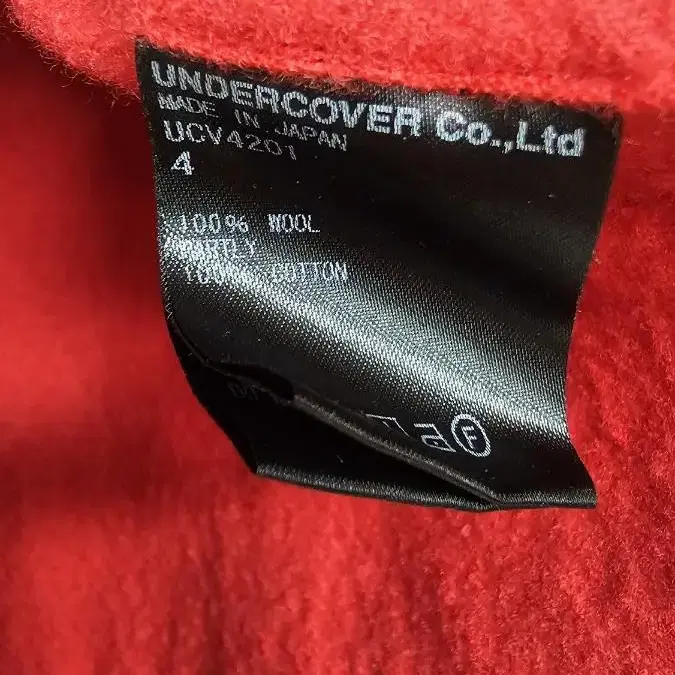 UNDERCOVER Co.,Ltd
MADE IN JAPAN
UCV4201
4
100% WOOL
PARTLY
100% COTTON